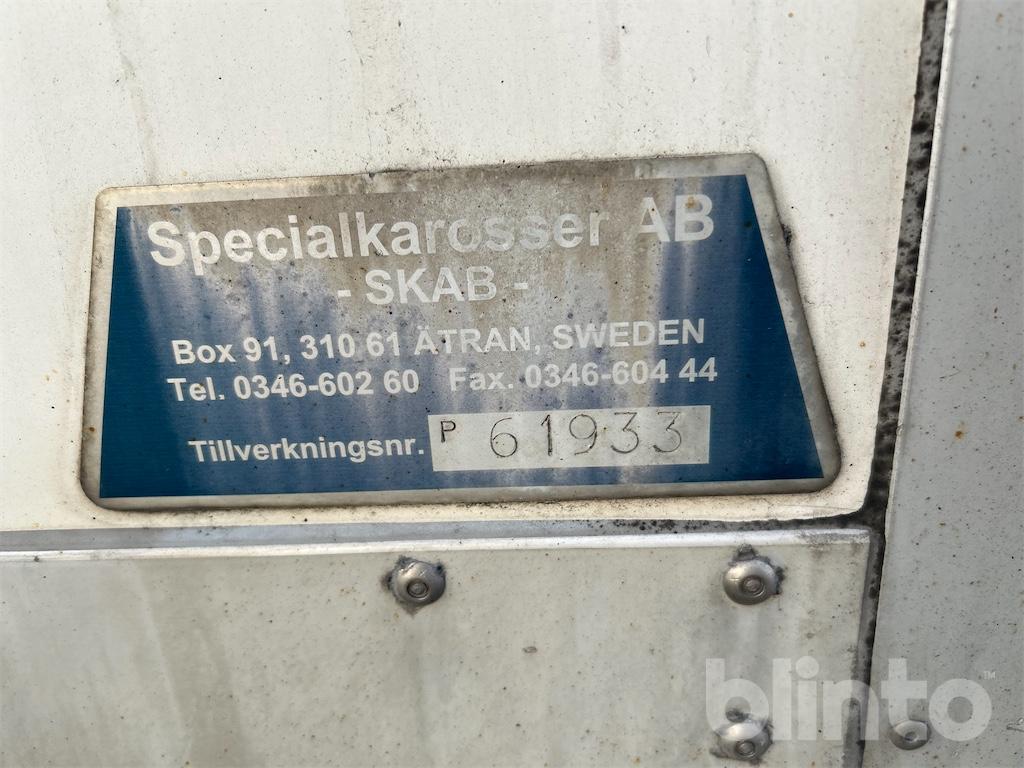 Specialkarosser AB
- SKAB -
Box 91, 310 61 ÄTRAN, SWEDEN
Tel. 0346-602 60 Fax. 0346-604 44
Tillverkningsnr. P 61933
blinto™